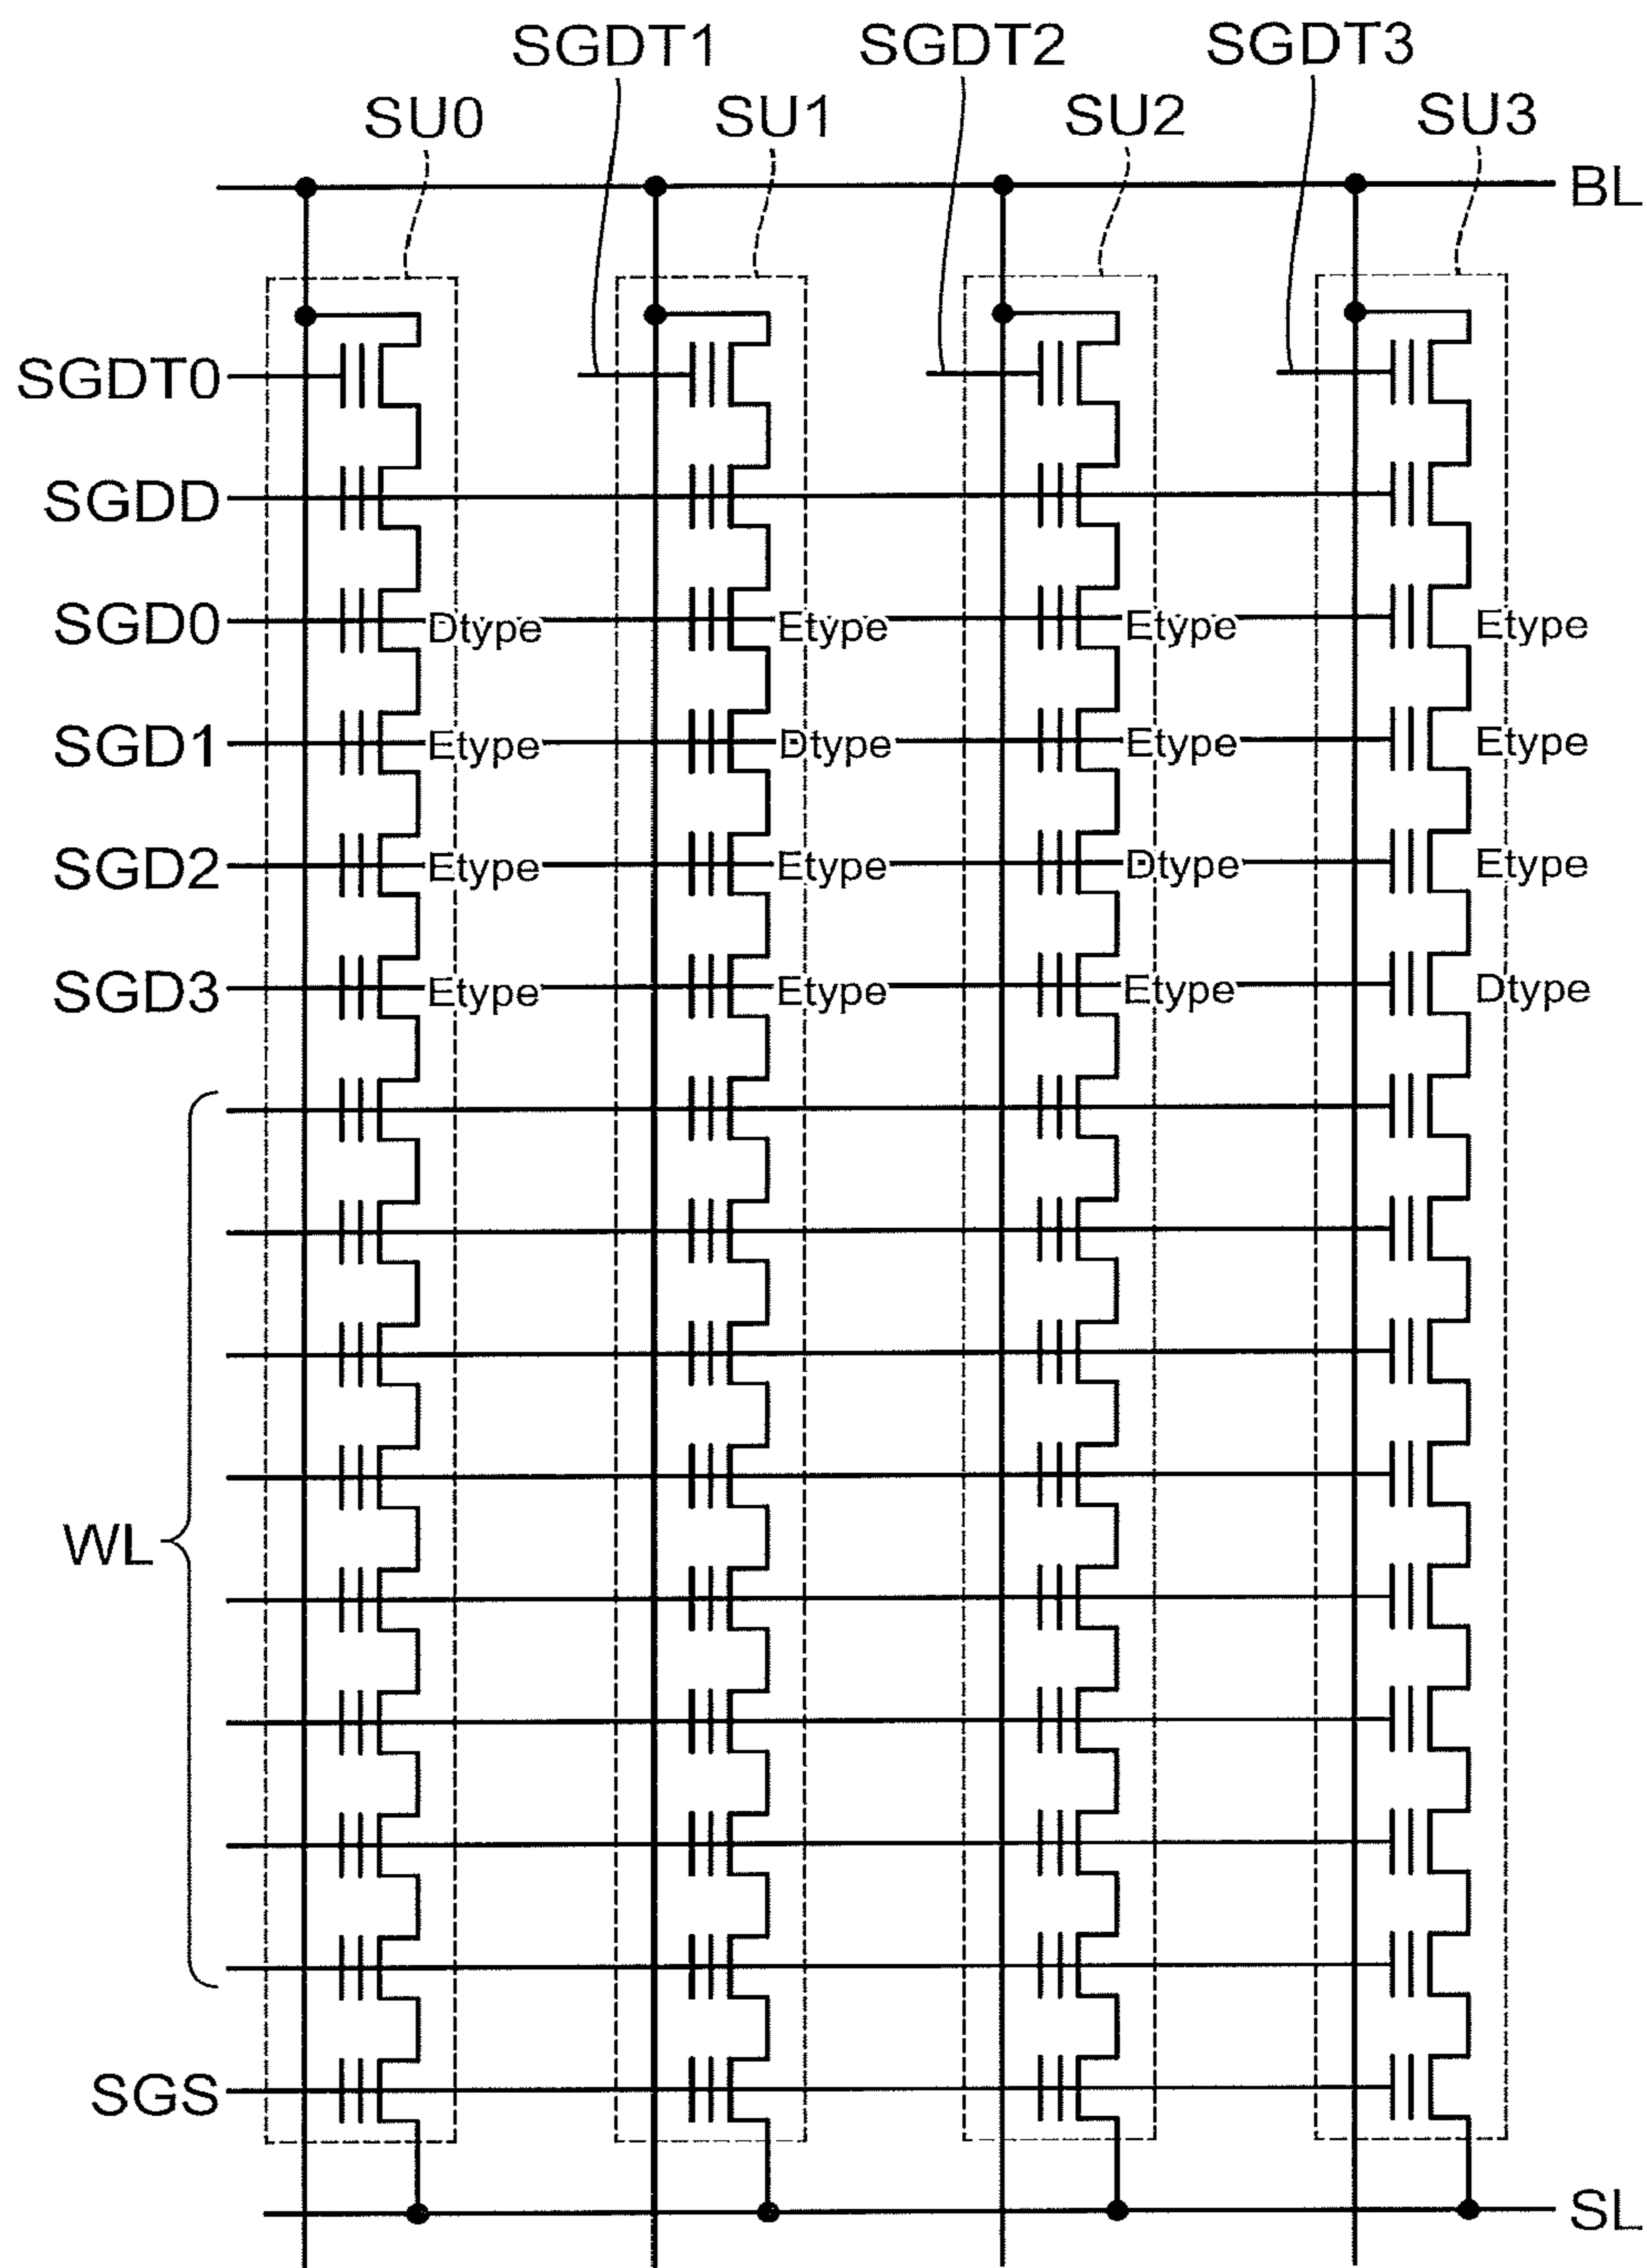 SGDT1 SGDT2 SGDT3
SU0 SU1 SU2 SU3
BL
SGDT0
SGDD
SGD0 Dtype Etype Etype Etype
SGD1 Etype Dtype Etype Etype
SGD2 Etype Etype Dtype Etype
SGD3 Etype Etype Etype Dtype
WL
SGS
SL